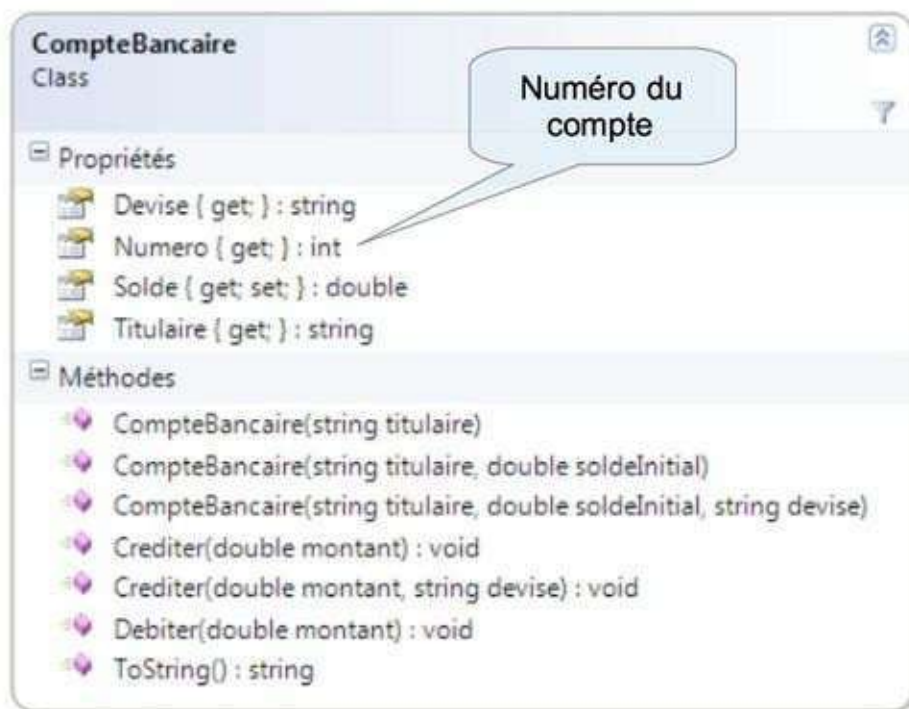 CompteBancaire
Class
Numéro du
compte
Propriétés
Devise { get; } : string
Numero { get; } : int
Solde { get; set; } : double
Titulaire { get; } : string
Méthodes
CompteBancaire(string titulaire)
CompteBancaire(string titulaire, double soldeInitial)
CompteBancaire(string titulaire, double soldeInitial, string devise)
Crediter(double montant) : void
Crediter(double montant, string devise) : void
Debiter(double montant) : void
ToString() : string